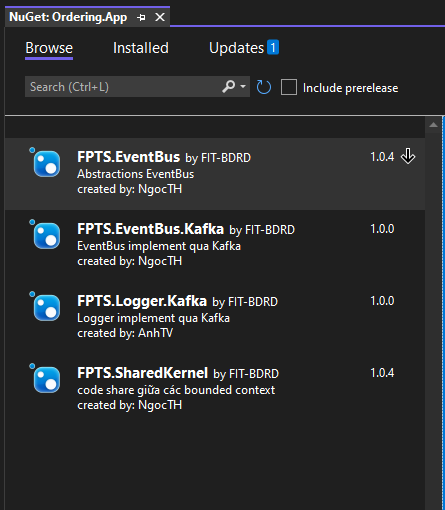 NuGet: Ordering.App
Browse Installed Updates 1
Search (Ctrl+L) Include prerelease
FPTS.EventBus by FIT-BDRD 1.0.4
Abstractions EventBus
created by: NgocTH
FPTS.EventBus.Kafka by FIT-BDRD 1.0.0
EventBus implement qua Kafka
created by: NgocTH
FPTS.Logger.Kafka by FIT-BDRD 1.0.0
Logger implement qua Kafka
created by: AnhTV
FPTS.SharedKernel by FIT-BDRD 1.0.4
code share giữa các bounded context
created by: NgocTH